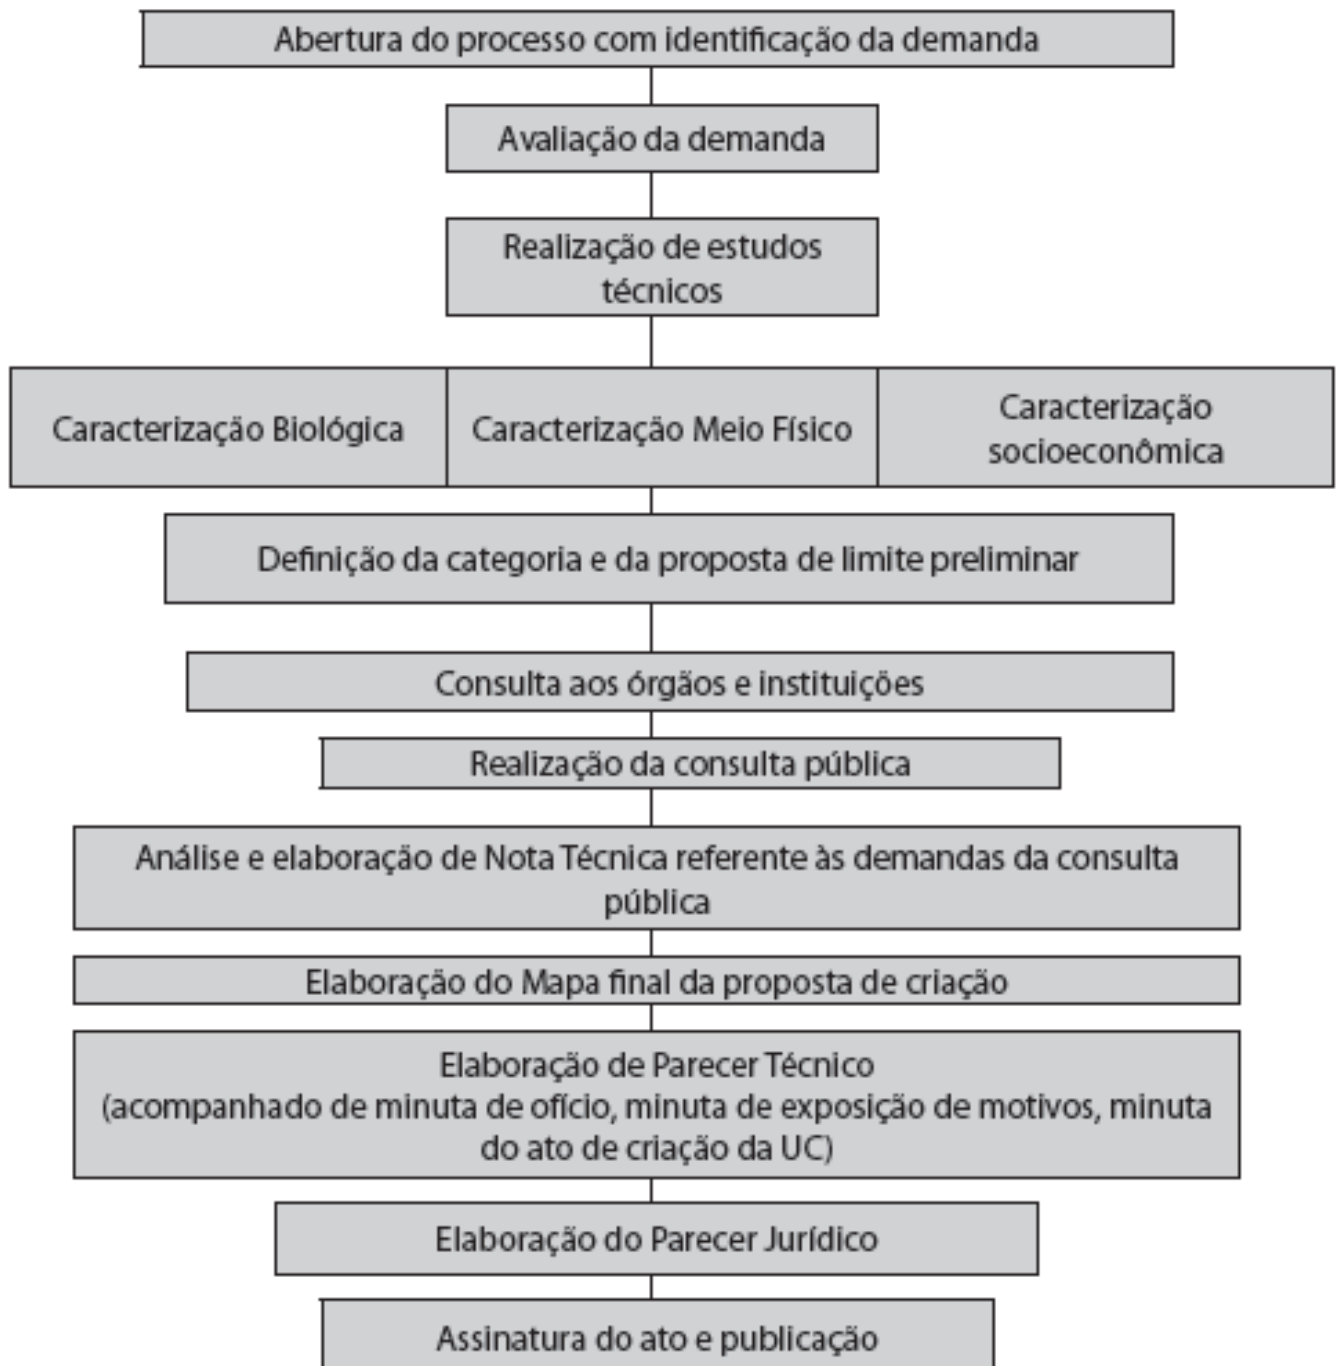 Abertura do processo com identificação da demanda
Avaliação da demanda
Realização de estudos
técnicos
Caracterização Biológica
Caracterização Meio Físico
Caracterização
socioeconômica
Definição da categoria e da proposta de limite preliminar
Consulta aos órgãos e instituições
Realização da consulta pública
Análise e elaboração de Nota Técnica referente às demandas da consulta
pública
Elaboração do Mapa final da proposta de criação
Elaboração de Parecer Técnico
(acompanhado de minuta de ofício, minuta de exposição de motivos, minuta
do ato de criação da UC)
Elaboração do Parecer Jurídico
Assinatura do ato e publicação